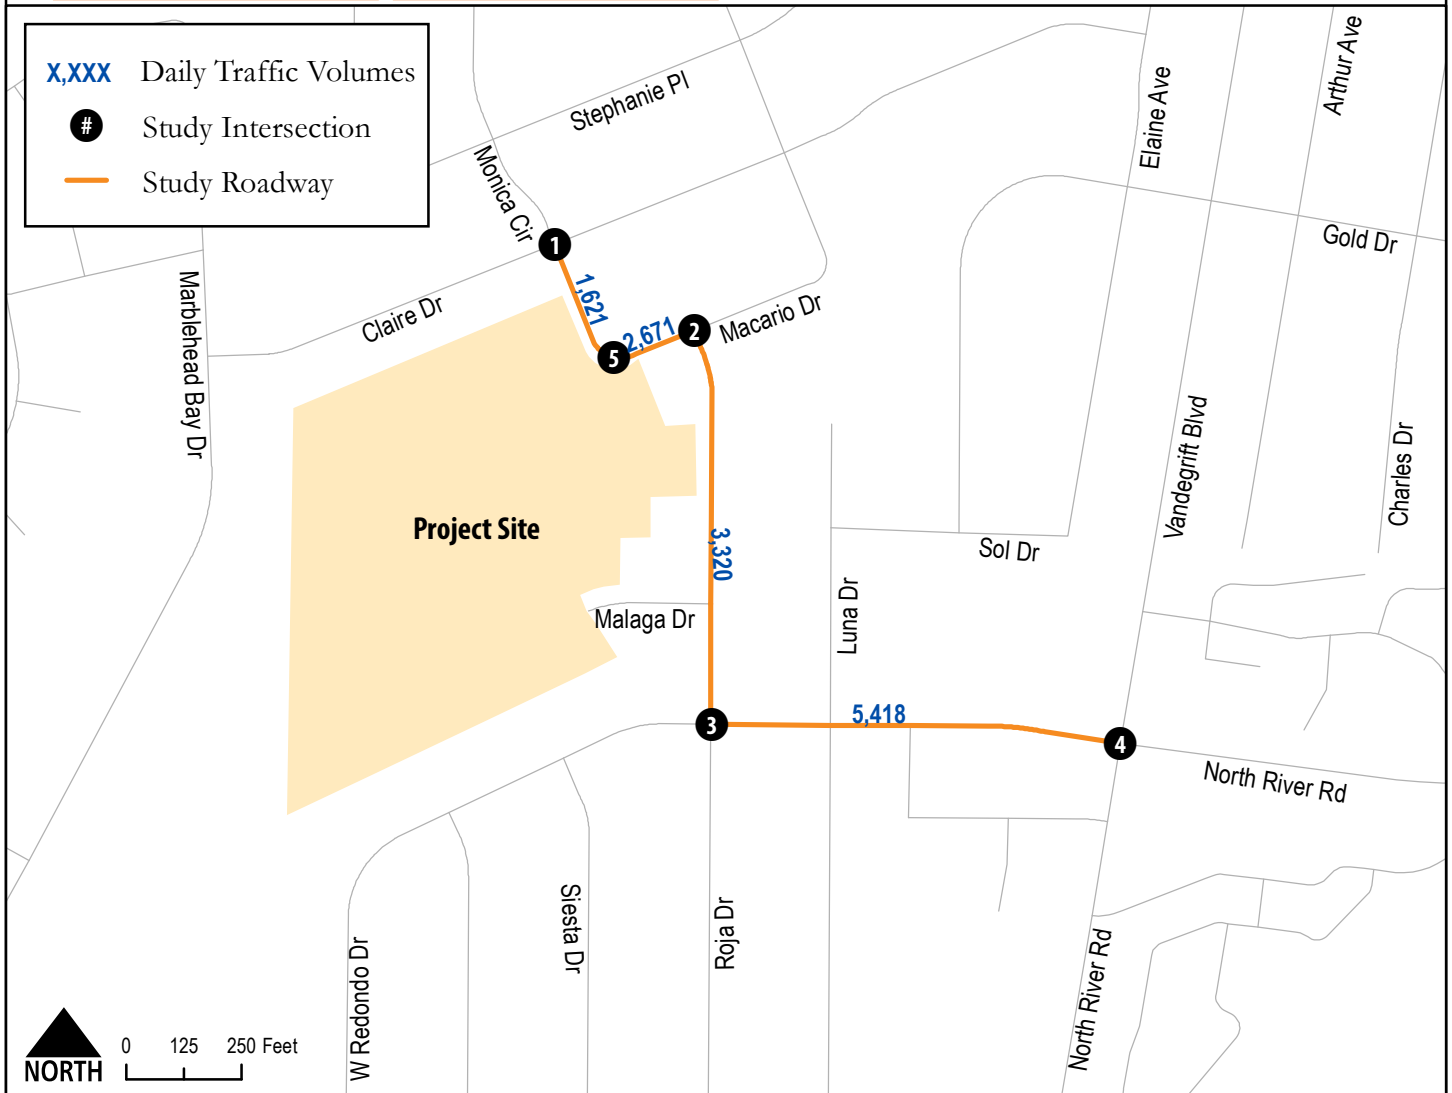 X,XXX Daily Traffic Volumes
# Study Intersection
Study Roadway
Stephanie Pl
Elaine Ave
Arthur Ave
Monica Cir
1
Gold Dr
Marblehead Bay Dr
Claire Dr
1,621
2,671
2
Macario Dr
5
Vandegrift Blvd
Charles Dr
Project Site
3,320
Sol Dr
Malaga Dr
Luna Dr
3
5,418
4
North River Rd
Siesta Dr
Roja Dr
W Redondo Dr
North River Rd
NORTH
0 125 250 Feet